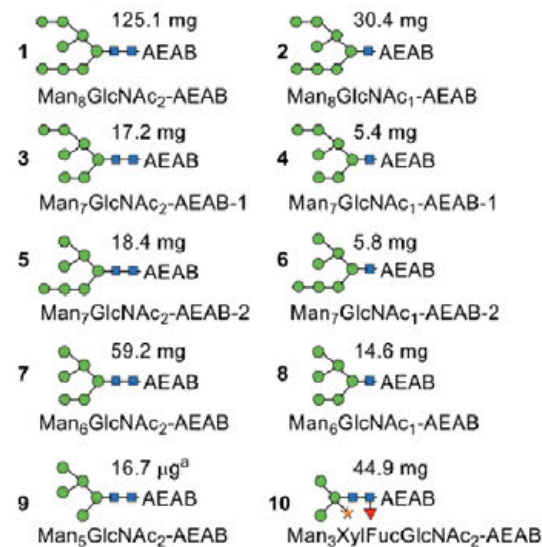 125.1 mg
1 AEAB
Man₈GlcNAc₂-AEAB
30.4 mg
2 AEAB
Man₈GlcNAc₁-AEAB
17.2 mg
3 AEAB
Man₇GlcNAc₂-AEAB-1
5.4 mg
4 AEAB
Man₇GlcNAc₁-AEAB-1
18.4 mg
5 AEAB
Man₇GlcNAc₂-AEAB-2
5.8 mg
6 AEAB
Man₇GlcNAc₁-AEAB-2
59.2 mg
7 AEAB
Man₆GlcNAc₂-AEAB
14.6 mg
8 AEAB
Man₆GlcNAc₁-AEAB
16.7 µgᵃ
9 AEAB
Man₅GlcNAc₂-AEAB
44.9 mg
10 AEAB
Man₃XylFucGlcNAc₂-AEAB